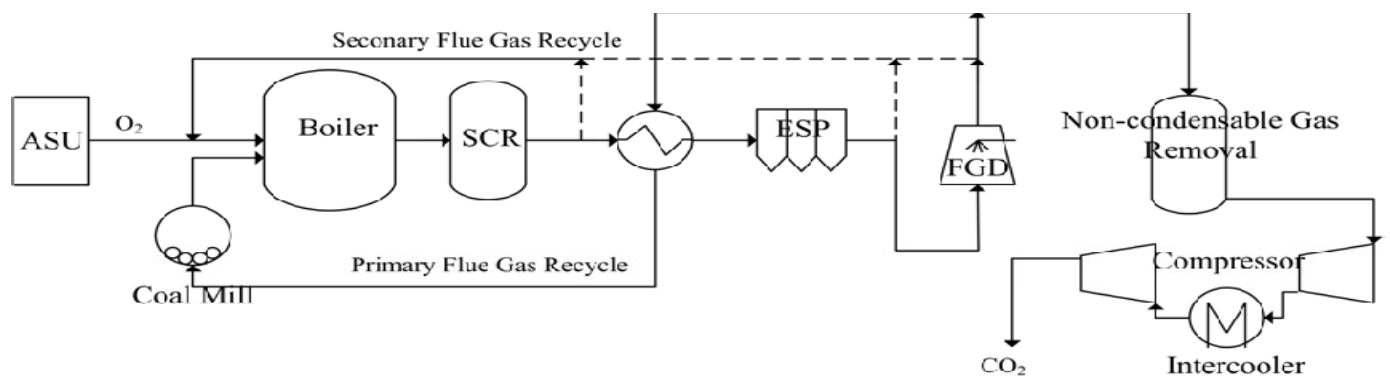 Seconary Flue Gas Recycle
ASU
O₂
Boiler
SCR
ESP
FGD
Non-condensable Gas
Removal
Primary Flue Gas Recycle
Coal Mill
Compressor
Intercooler
CO₂